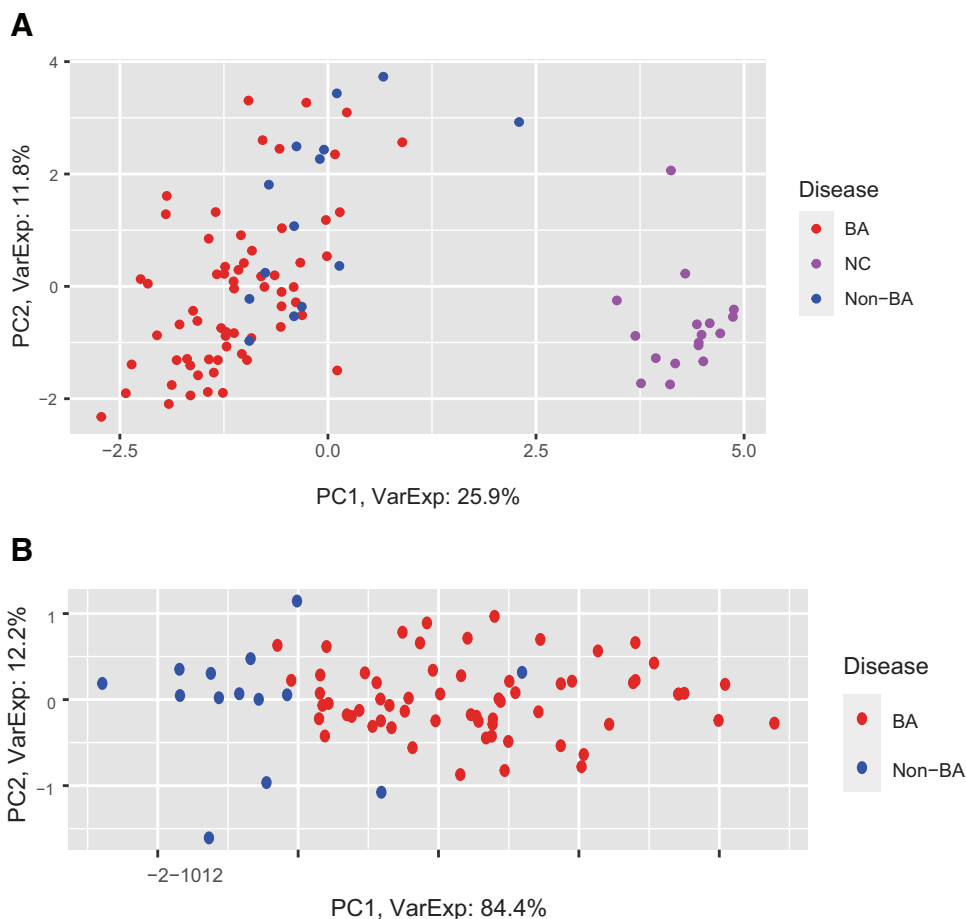 A
4
2
0
−2
PC2, VarExp: 11.8%
−2.5 0.0 2.5 5.0
PC1, VarExp: 25.9%
Disease
BA
NC
Non−BA
B
1
0
−1
PC2, VarExp: 12.2%
−2−1012
PC1, VarExp: 84.4%
Disease
BA
Non−BA